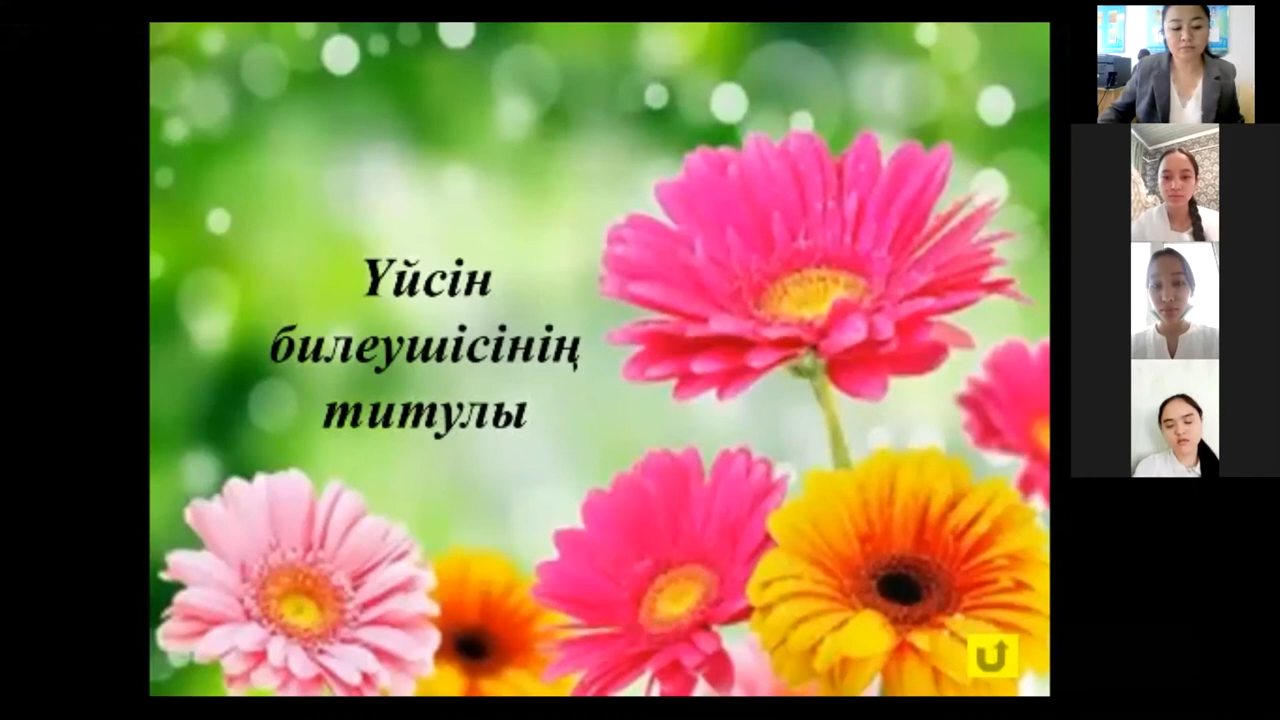 Үйсін
билеушісінің
титулы